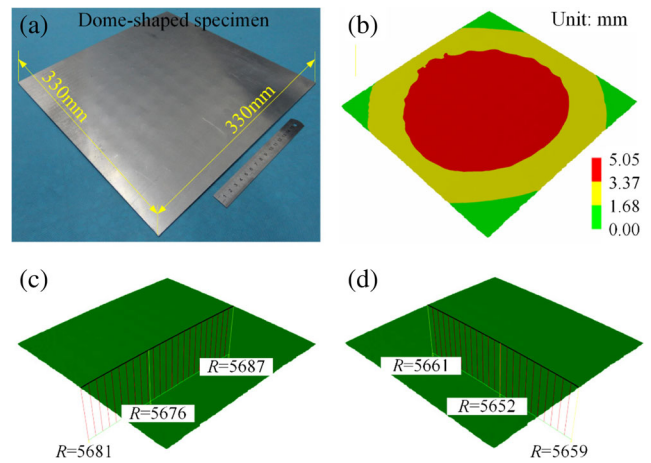 (a)
Dome-shaped specimen
330mm
330mm
(b)
Unit: mm
5.05
3.37
1.68
0.00
(c)
R=5687
R=5676
R=5681
(d)
R=5661
R=5652
R=5659